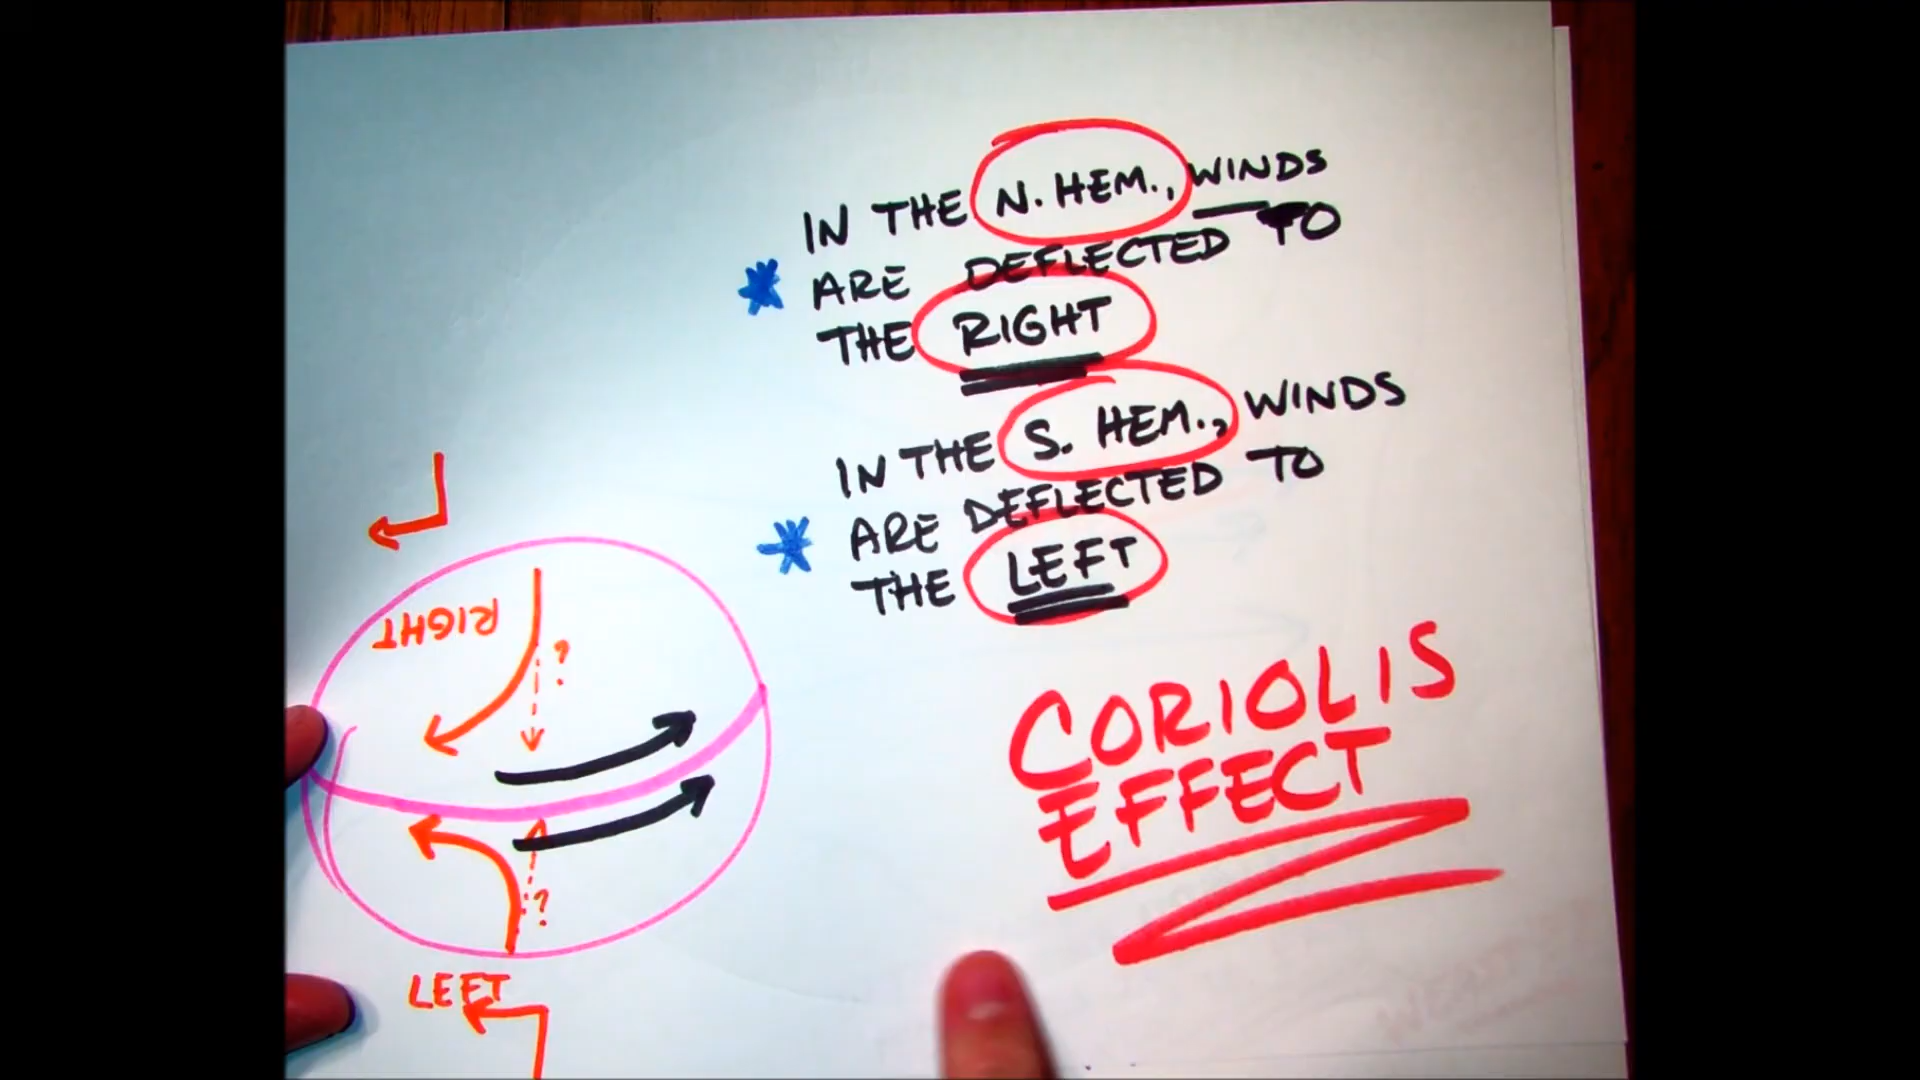 IN THE N. HEM., WINDS
ARE DEFLECTED TO
THE RIGHT
IN THE S. HEM., WINDS
ARE DEFLECTED TO
THE LEFT
CORIOLIS
EFFECT
RIGHT
?
?
LEFT